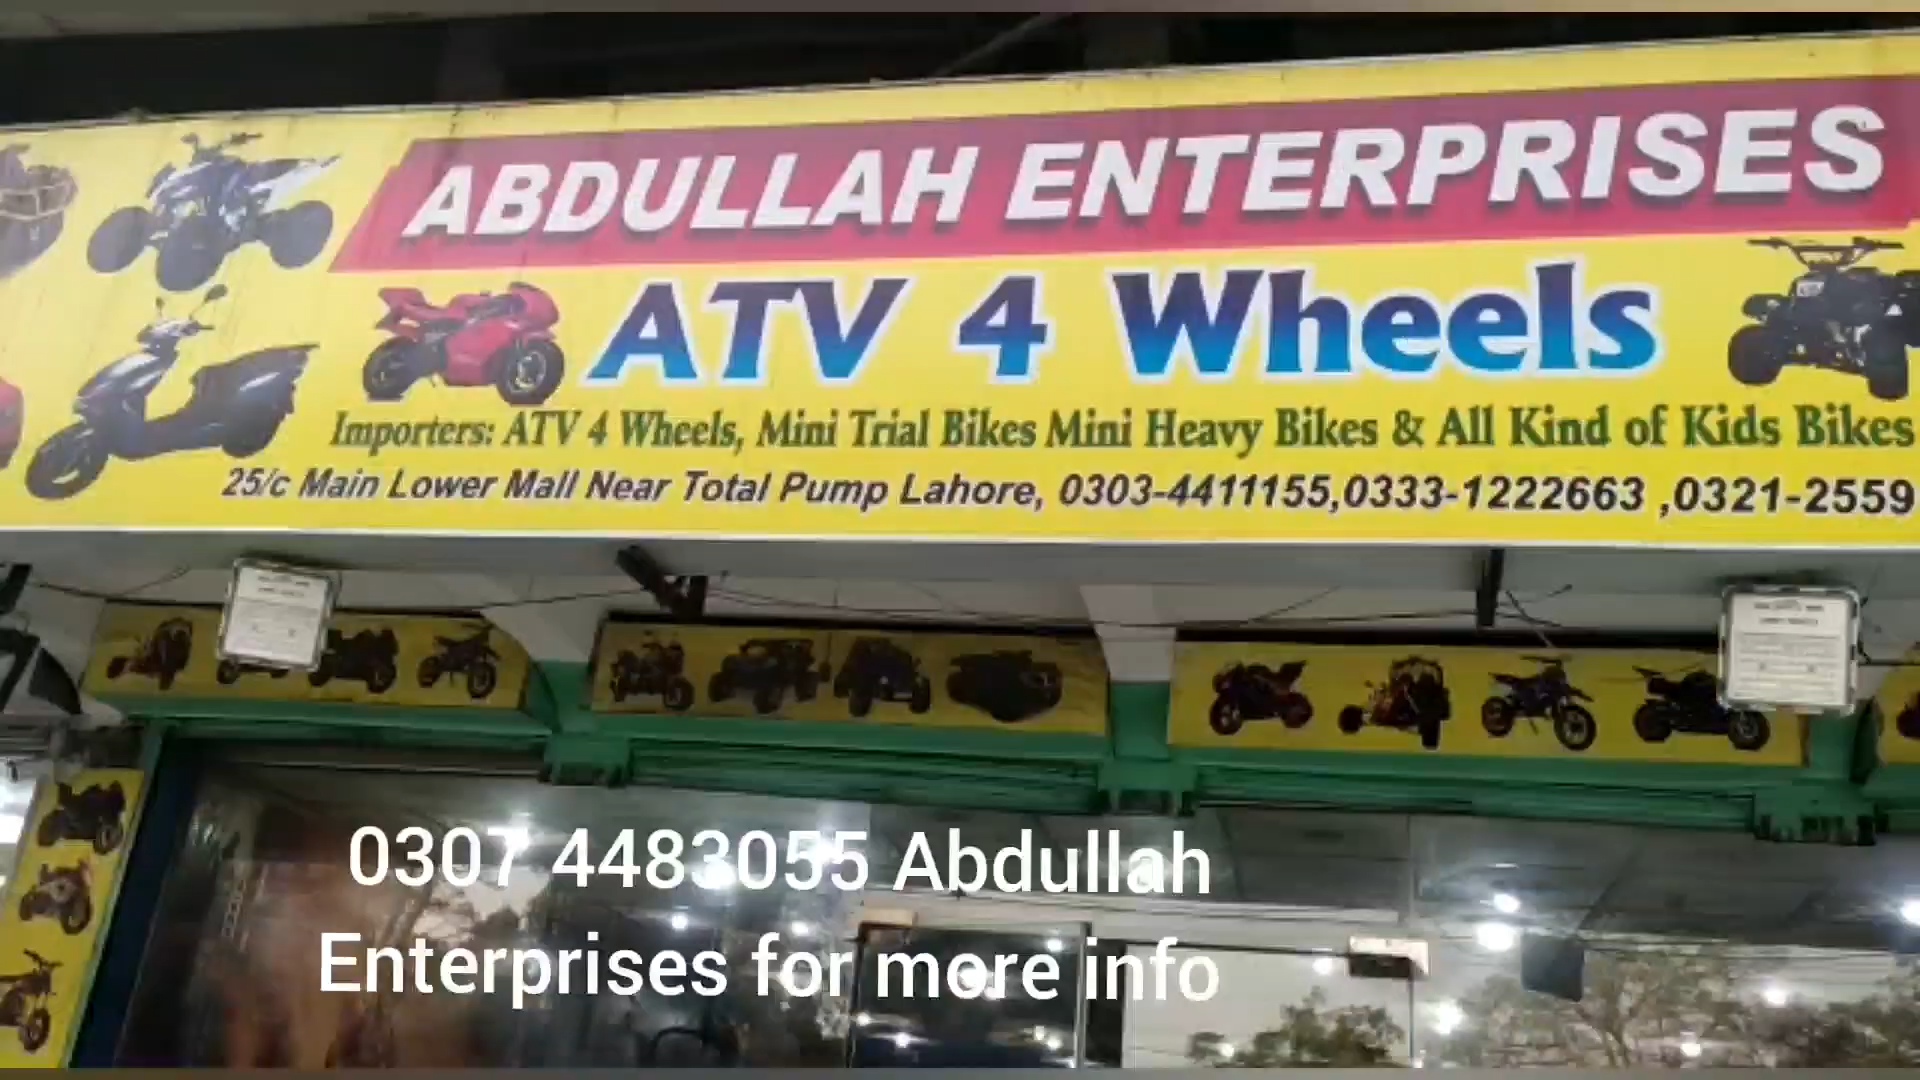 ABDULLAH ENTERPRISES
ATV 4 Wheels
Importers: ATV 4 Wheels, Mini Trial Bikes Mini Heavy Bikes & All Kind of Kids Bikes
25/c Main Lower Mall Near Total Pump Lahore, 0303-4411155,0333-1222663 ,0321-2559
0307 4483055 Abdullah
Enterprises for more info